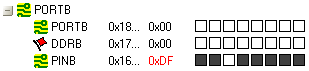 PORTB
PORTB 0x18... 0x00
DDRB 0x17... 0x00
PINB 0x16... 0xDF